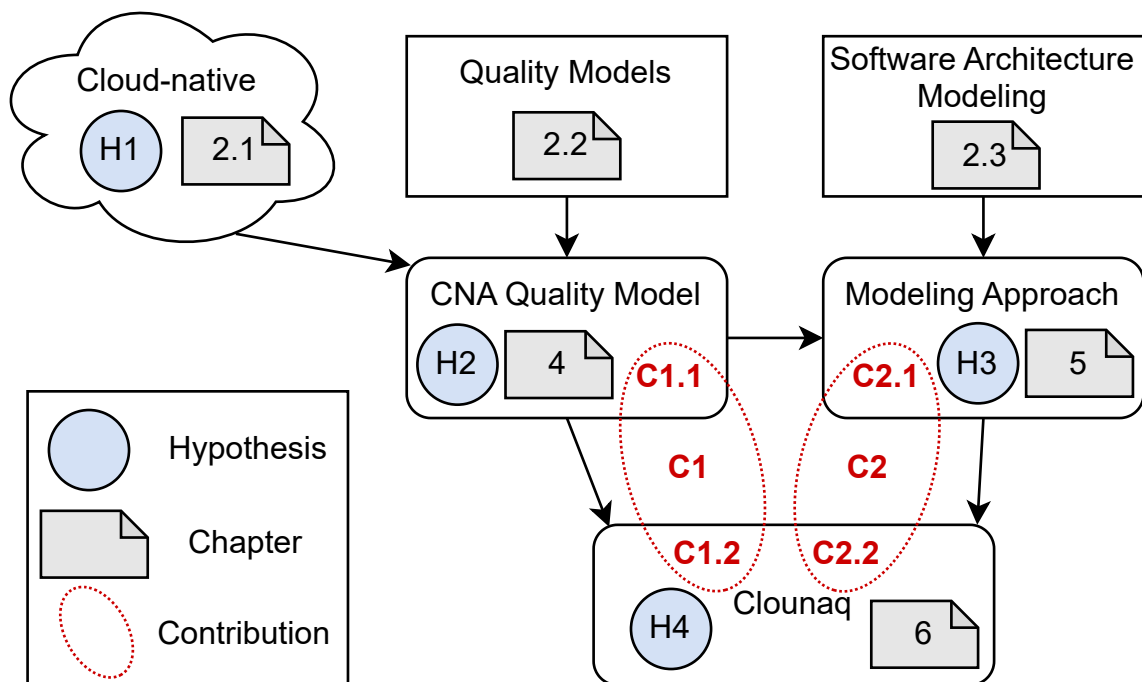 Cloud-native
H1
2.1
Quality Models
2.2
Software Architecture
Modeling
2.3
CNA Quality Model
H2
4
C1.1
Modeling Approach
C2.1
H3
5
C1
C2
C1.2
C2.2
Clounaq
H4
6
Hypothesis
Chapter
Contribution